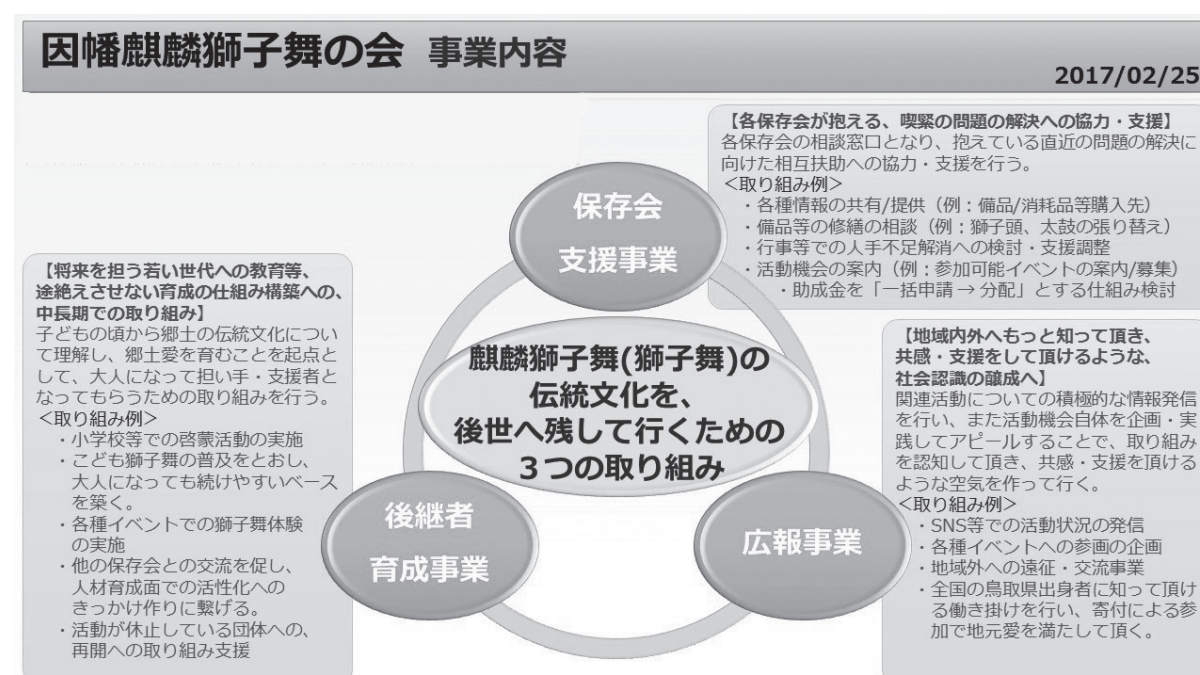 因幡麒麟獅子舞の会 事業内容
2017/02/25
【各保存会が抱える、喫緊の問題の解決への協力・支援】
各保存会の相談窓口となり、抱えている直近の問題の解決に
向けた相互扶助への協力・支援を行う。
＜取り組み例＞
・各種情報の共有/提供（例：備品/消耗品等購入先）
・備品等の修繕の相談（例：獅子頭、太鼓の張り替え）
・行事等での人手不足解消への検討・支援調整
・活動機会の案内（例：参加可能イベントの案内/募集）
・助成金を「一括申請→分配」とする仕組み検討
保存会
支援事業
【将来を担う若い世代への教育等、
途絶えさせない育成の仕組み構築への、
中長期での取り組み】
子どもの頃から郷土の伝統文化につい
て理解し、郷土愛を育むことを起点と
して、大人になって担い手・支援者と
なってもらうための取り組みを行う。
＜取り組み例＞
・小学校等での啓蒙活動の実施
・こども獅子舞の普及をとおし、
大人になっても続けやすいベース
を築く。
・各種イベントでの獅子舞体験
の実施
・他の保存会との交流を促し、
人材育成面での活性化への
きっかけ作りに繋げる。
・活動が休止している団体への、
再開への取り組み支援
麒麟獅子舞(獅子舞)の
伝統文化を、
後世へ残して行くための
３つの取り組み
後継者
育成事業
広報事業
【地域内外へもっと知って頂き、
共感・支援をして頂けるような、
社会認識の醸成へ】
関連活動についての積極的な情報発信
を行い、また活動機会自体を企画・実
践してアピールすることで、取り組み
を認知して頂き、共感・支援を頂ける
ような空気を作って行く。
＜取り組み例＞
・SNS等での活動状況の発信
・各種イベントへの参画の企画
・地域外への遠征・交流事業
・全国の鳥取県出身者に知って頂け
る働き掛けを行い、寄付による参
加で地元愛を満たして頂く。